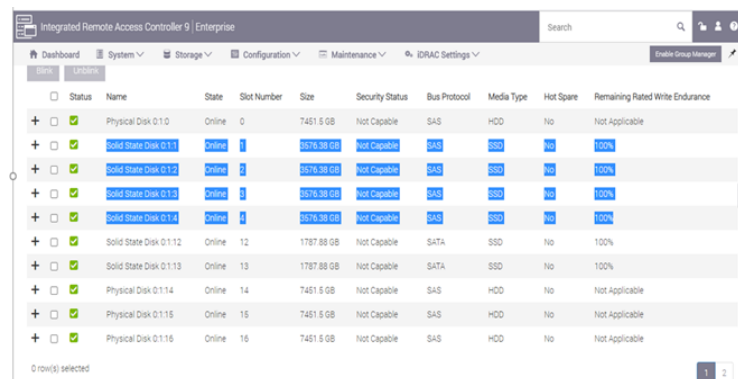 Integrated Remote Access Controller 9 | Enterprise
Search
Dashboard System Storage Configuration Maintenance iDRAC Settings Enable Group Manager
Blink Unblink
Status Name State Slot Number Size Security Status Bus Protocol Media Type Hot Spare Remaining Rated Write Endurance
+ Physical Disk 0:1:0 Online 0 7451.5 GB Not Capable SAS HDD No Not Applicable
+ Solid State Disk 0:1:1 Online 1 3576.38 GB Not Capable SAS SSD No 100%
+ Solid State Disk 0:1:2 Online 2 3576.38 GB Not Capable SAS SSD No 100%
+ Solid State Disk 0:1:3 Online 3 3576.38 GB Not Capable SAS SSD No 100%
+ Solid State Disk 0:1:4 Online 4 3576.38 GB Not Capable SAS SSD No 100%
+ Solid State Disk 0:1:12 Online 12 1787.88 GB Not Capable SATA SSD No 100%
+ Solid State Disk 0:1:13 Online 13 1787.88 GB Not Capable SATA SSD No 100%
+ Physical Disk 0:1:14 Online 14 7451.5 GB Not Capable SAS HDD No Not Applicable
+ Physical Disk 0:1:15 Online 15 7451.5 GB Not Capable SAS HDD No Not Applicable
+ Physical Disk 0:1:16 Online 16 7451.5 GB Not Capable SAS HDD No Not Applicable
0 row(s) selected
1 2